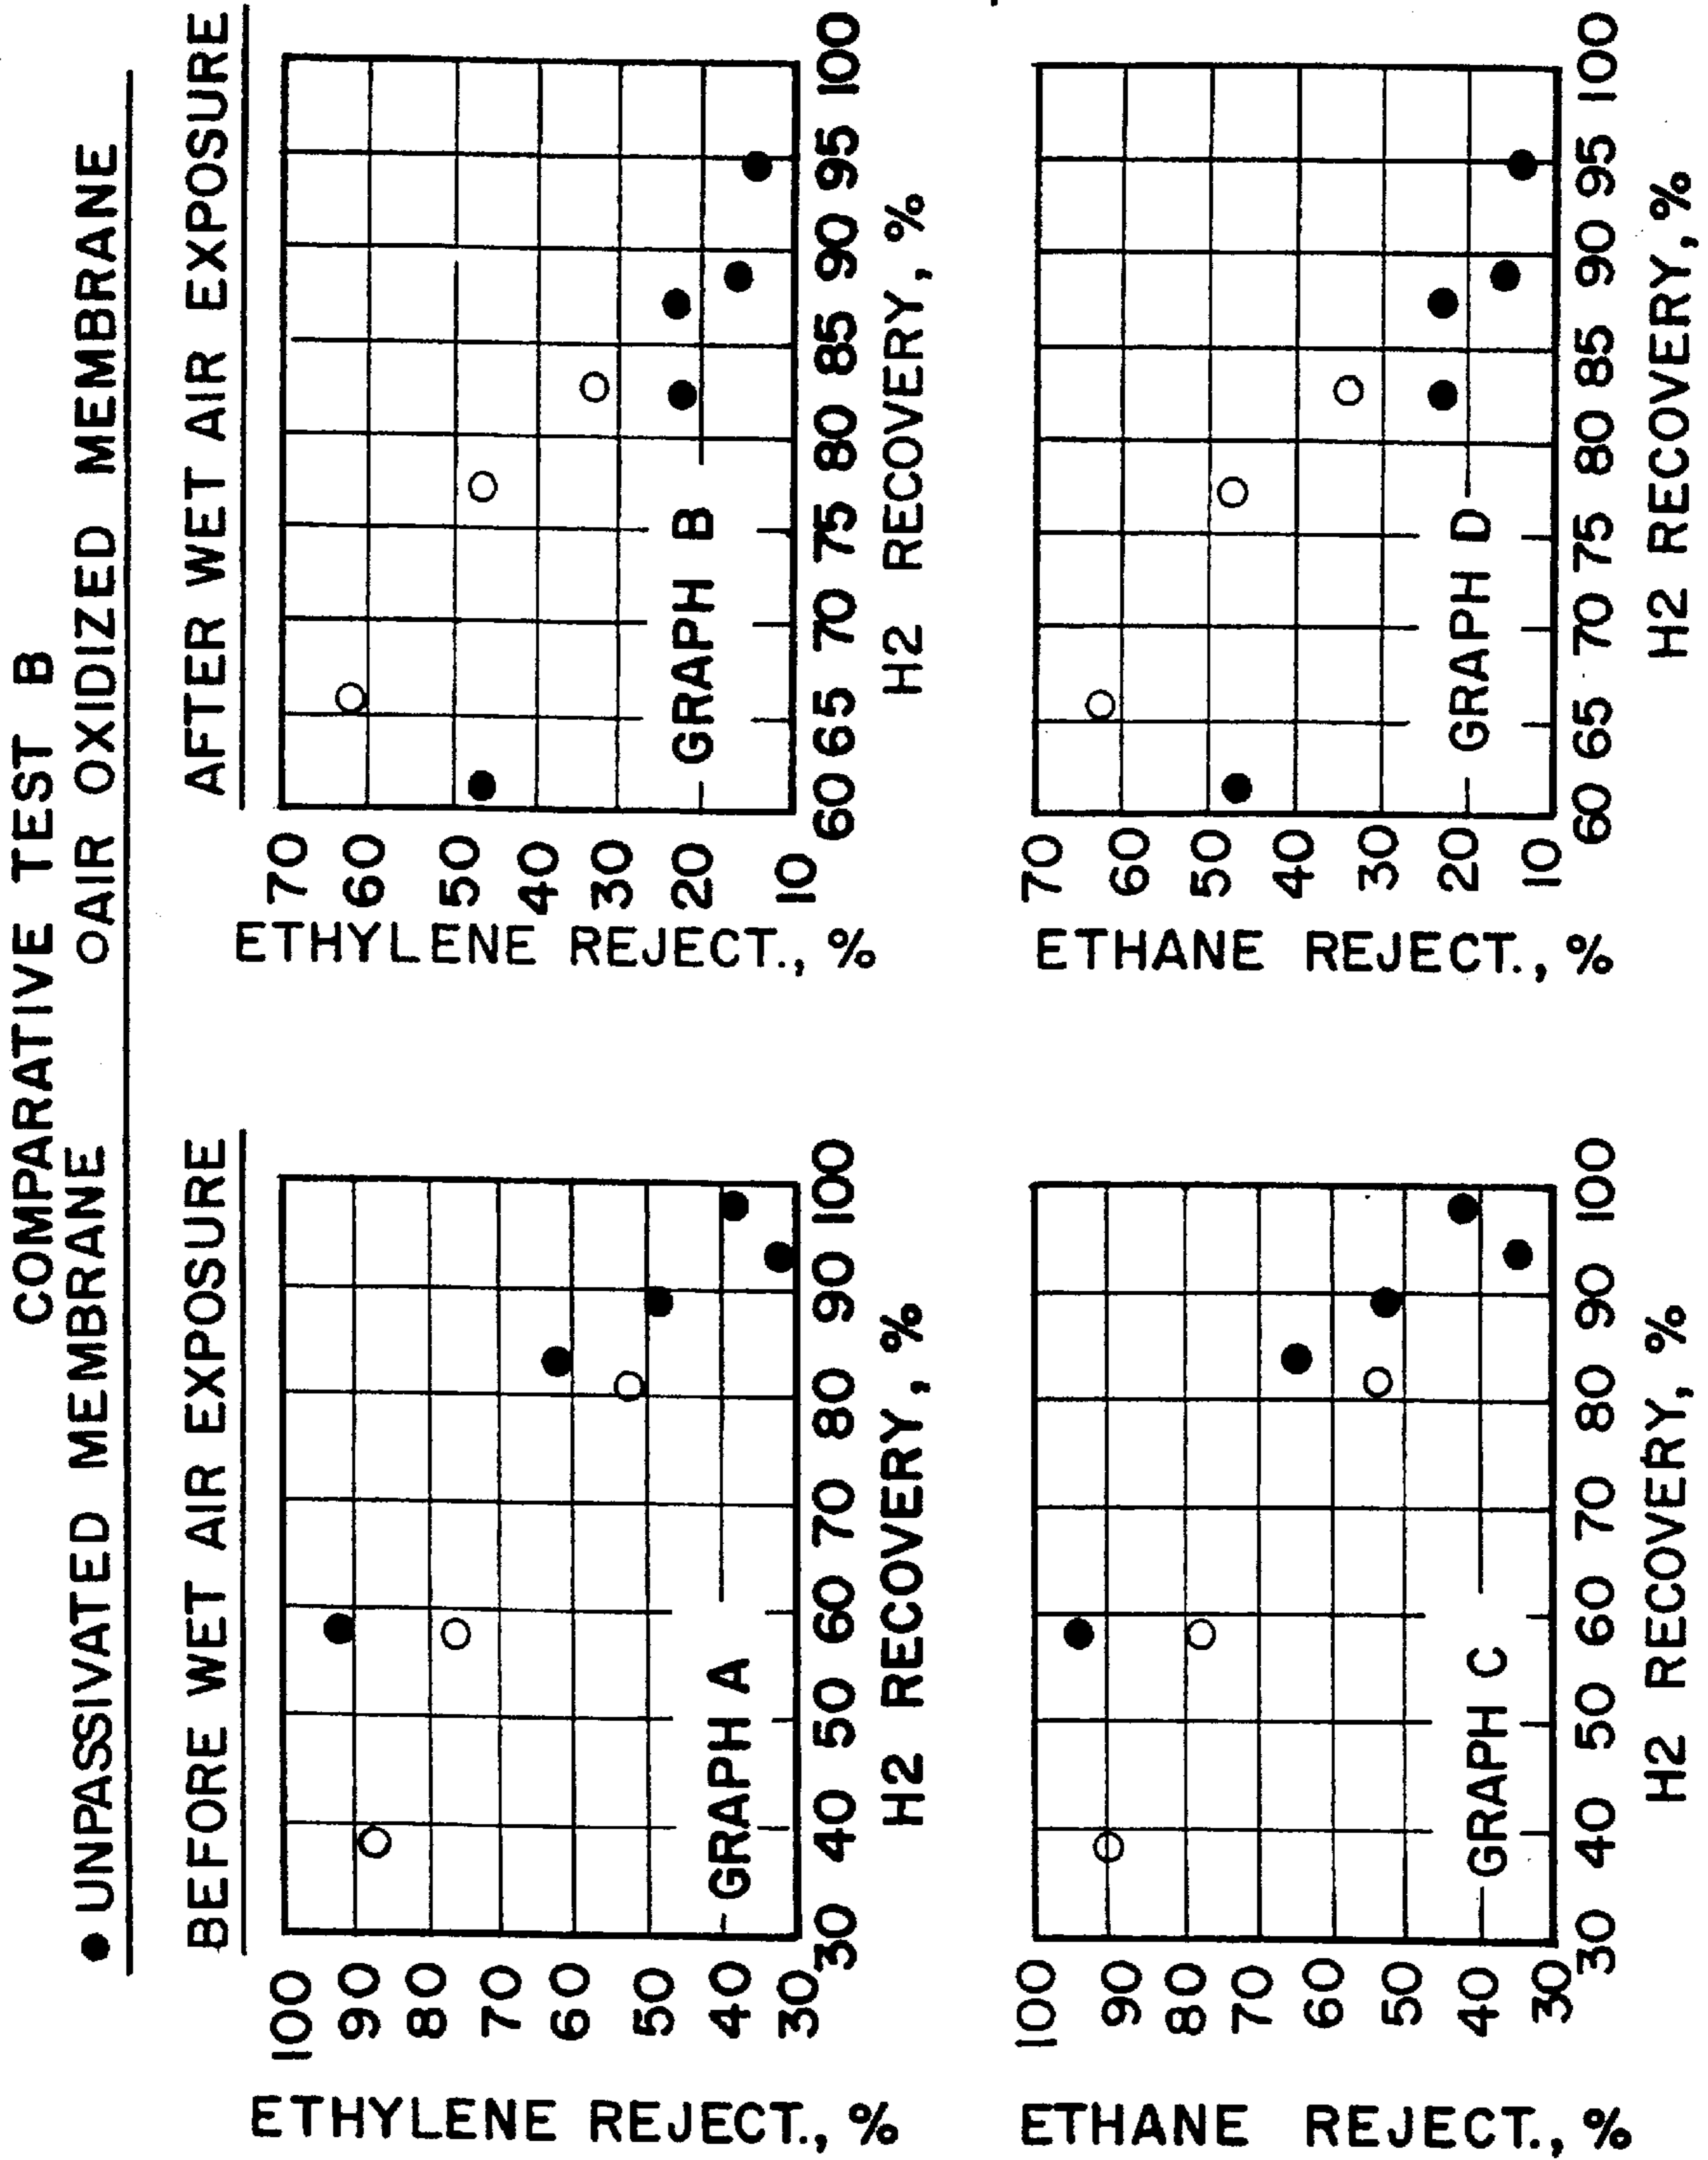 COMPARATIVE TEST B
● UNPASSIVATED MEMBRANE ○AIR OXIDIZED MEMBRANE
BEFORE WET AIR EXPOSURE
ETHYLENE REJECT., %
100
90
80
70
60
50
40
30
GRAPH A
30 40 50 60 70 80 90 100
H2 RECOVERY, %
AFTER WET AIR EXPOSURE
ETHYLENE REJECT., %
70
60
50
40
30
20
10
GRAPH B
60 65 70 75 80 85 90 95 100
H2 RECOVERY, %
ETHANE REJECT., %
100
90
80
70
60
50
40
30
GRAPH C
30 40 50 60 70 80 90 100
H2 RECOVERY, %
ETHANE REJECT., %
70
60
50
40
30
20
10
GRAPH D
60 65 70 75 80 85 90 95 100
H2 RECOVERY, %